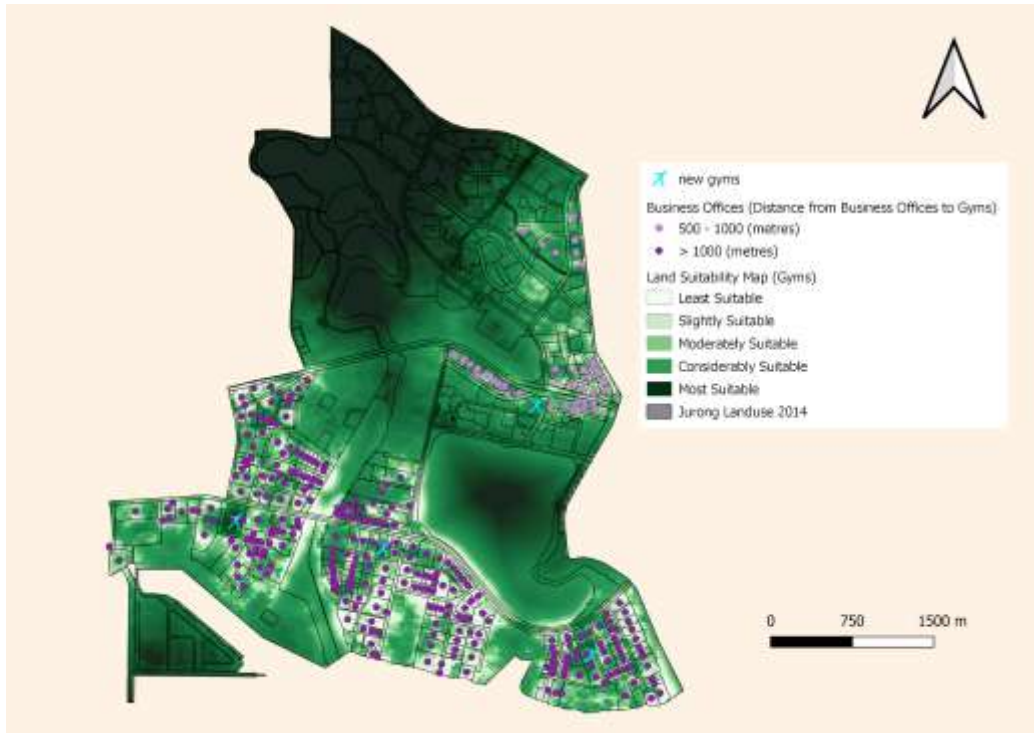 new gyms
Business Offices (Distance from Business Offices to Gyms)
500 - 1000 (metres)
> 1000 (metres)
Land Suitability Map (Gyms)
Least Suitable
Slightly Suitable
Moderately Suitable
Considerably Suitable
Most Suitable
Jurong Landuse 2014
0 750 1500 m